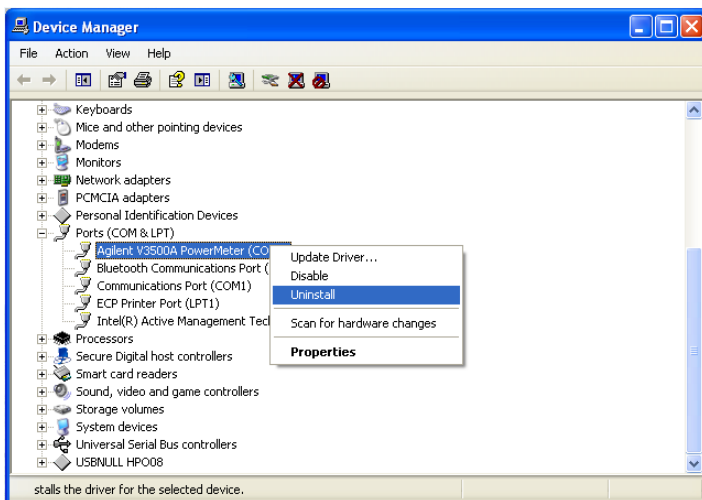 Device Manager
File Action View Help
Keyboards
Mice and other pointing devices
Modems
Monitors
Network adapters
PCMCIA adapters
Personal Identification Devices
Ports (COM & LPT)
Agilent V3500A PowerMeter (CO
Bluetooth Communications Port (
Communications Port (COM1)
ECP Printer Port (LPT1)
Intel(R) Active Management Tec
Update Driver...
Disable
Uninstall
Scan for hardware changes
Properties
Processors
Secure Digital host controllers
Smart card readers
Sound, video and game controllers
Storage volumes
System devices
Universal Serial Bus controllers
USBNULL HPO08
stalls the driver for the selected device.